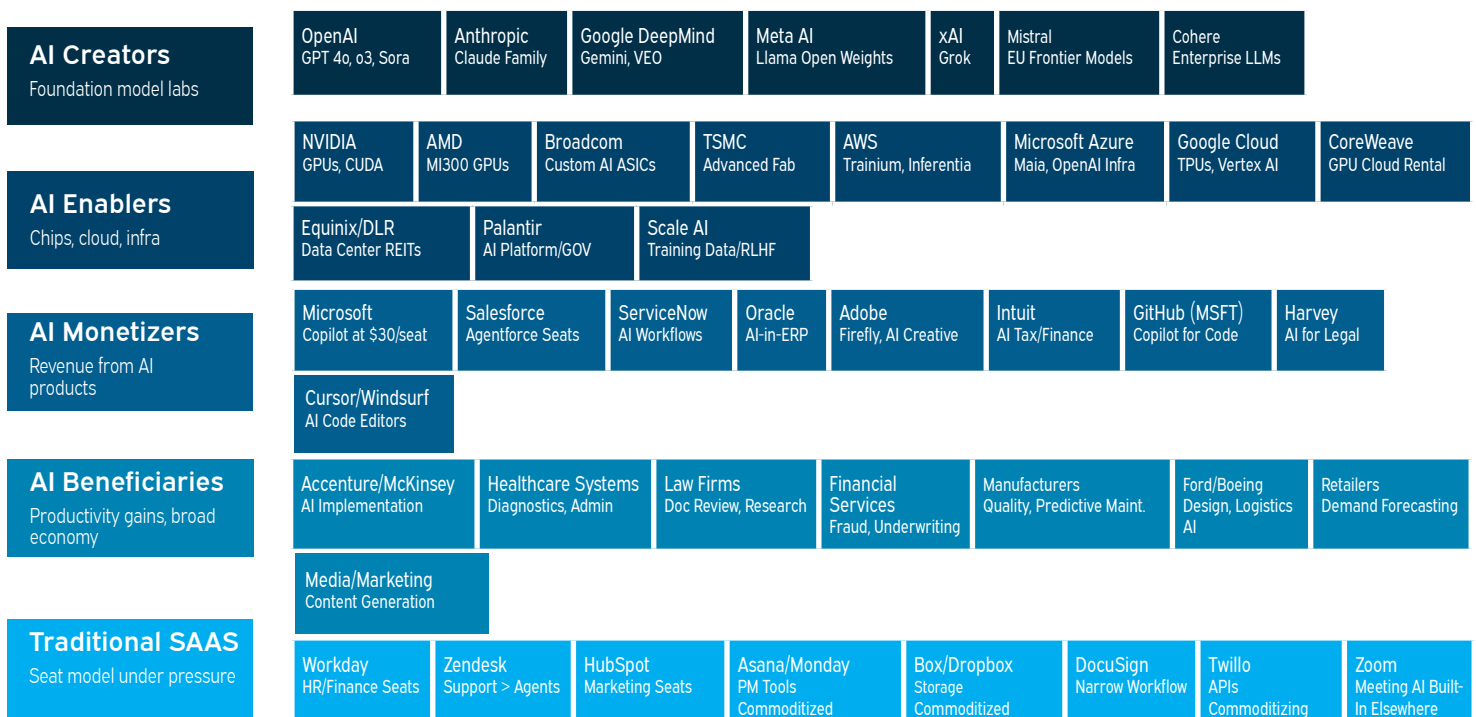 AI Creators
Foundation model labs
OpenAI
GPT 4o, o3, Sora
Anthropic
Claude Family
Google DeepMind
Gemini, VEO
Meta AI
Llama Open Weights
xAI
Grok
Mistral
EU Frontier Models
Cohere
Enterprise LLMs
AI Enablers
Chips, cloud, infra
NVIDIA
GPUs, CUDA
AMD
MI300 GPUs
Broadcom
Custom AI ASICs
TSMC
Advanced Fab
AWS
Trainium, Inferentia
Microsoft Azure
Maia, OpenAI Infra
Google Cloud
TPUs, Vertex AI
CoreWeave
GPU Cloud Rental
Equinix/DLR
Data Center REITs
Palantir
AI Platform/GOV
Scale AI
Training Data/RLHF
AI Monetizers
Revenue from AI
products
Microsoft
Copilot at $30/seat
Salesforce
Agentforce Seats
ServiceNow
AI Workflows
Oracle
AI-in-ERP
Adobe
Firefly, AI Creative
Intuit
AI Tax/Finance
GitHub (MSFT)
Copilot for Code
Harvey
AI for Legal
Cursor/Windsurf
AI Code Editors
AI Beneficiaries
Productivity gains, broad
economy
Accenture/McKinsey
AI Implementation
Healthcare Systems
Diagnostics, Admin
Law Firms
Doc Review, Research
Financial
Services
Fraud, Underwriting
Manufacturers
Quality, Predictive Maint.
Ford/Boeing
Design, Logistics
AI
Retailers
Demand Forecasting
Media/Marketing
Content Generation
Traditional SAAS
Seat model under pressure
Workday
HR/Finance Seats
Zendesk
Support > Agents
HubSpot
Marketing Seats
Asana/Monday
PM Tools
Commoditized
Box/Dropbox
Storage
Commoditized
DocuSign
Narrow Workflow
Twillo
APIs
Commoditizing
Zoom
Meeting AI Built-
In Elsewhere